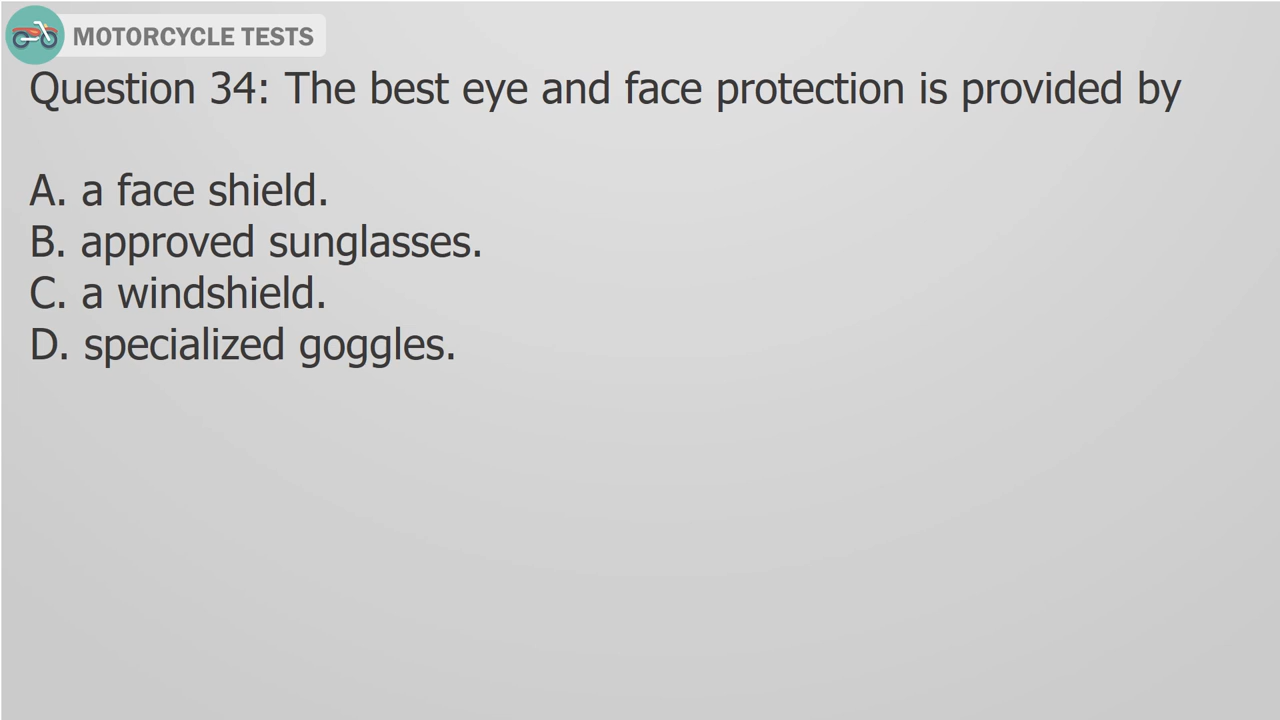 MOTORCYCLE TESTS
Question 34: The best eye and face protection is provided by
A. a face shield.
B. approved sunglasses.
C. a windshield.
D. specialized goggles.